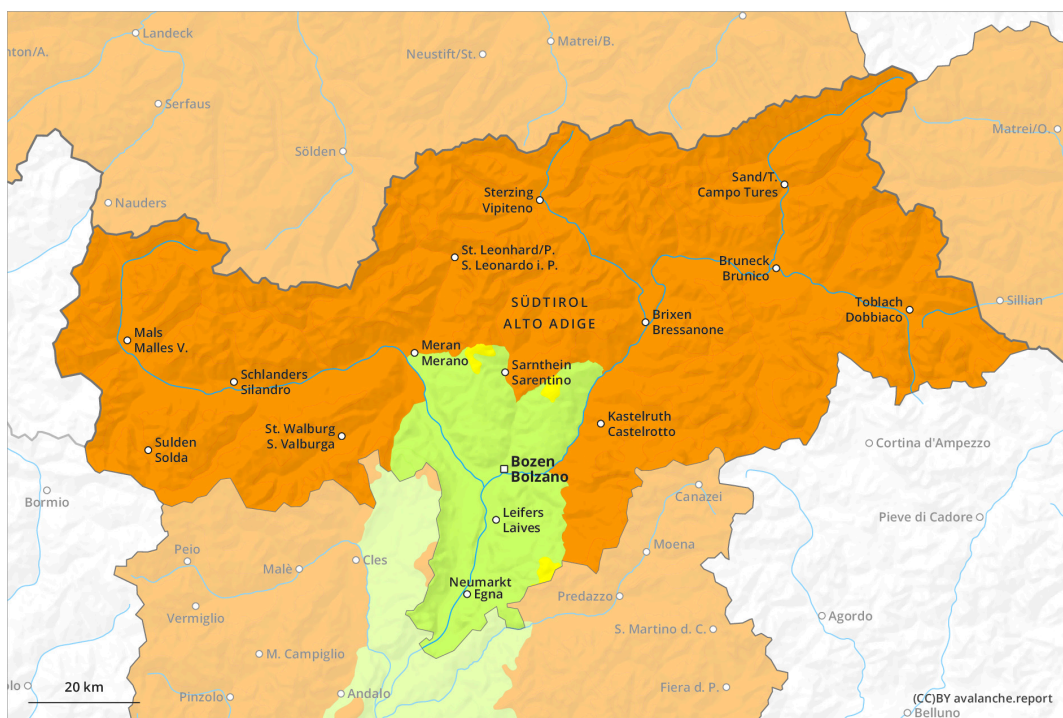 Landeck
nton/A.
Neustift/St.
Matrei/B.
Serfaus
Matrei/O.
Sölden
Sand/T.
Campo Tures
Sterzing
Vipiteno
Nauders
St. Leonhard/P.
S. Leonardo i. P.
Bruneck
Brunico
SÜDTIROL
ALTO ADIGE
Toblach
Dobbiaco
Sillian
Brixen
Bressanone
Mals
Malles V.
Meran
Merano
Sarnthein
Sarentino
Schlanders
Silandro
Kastelruth
Castelrotto
St. Walburg
S. Valburga
Sulden
Solda
Cortina d'Ampezzo
Bozen
Bolzano
Bormio
Canazei
Leifers
Laives
Pieve di Cadore
Peio
Moena
Cles
Malè
Neumarkt
Egna
Predazzo
Vermiglio
Agordo
S. Martino d. C.
M. Campiglio
olo
20 km
Pinzolo
Andalo
Fiera d. P.
(CC)BY avalanche.report
Belluno